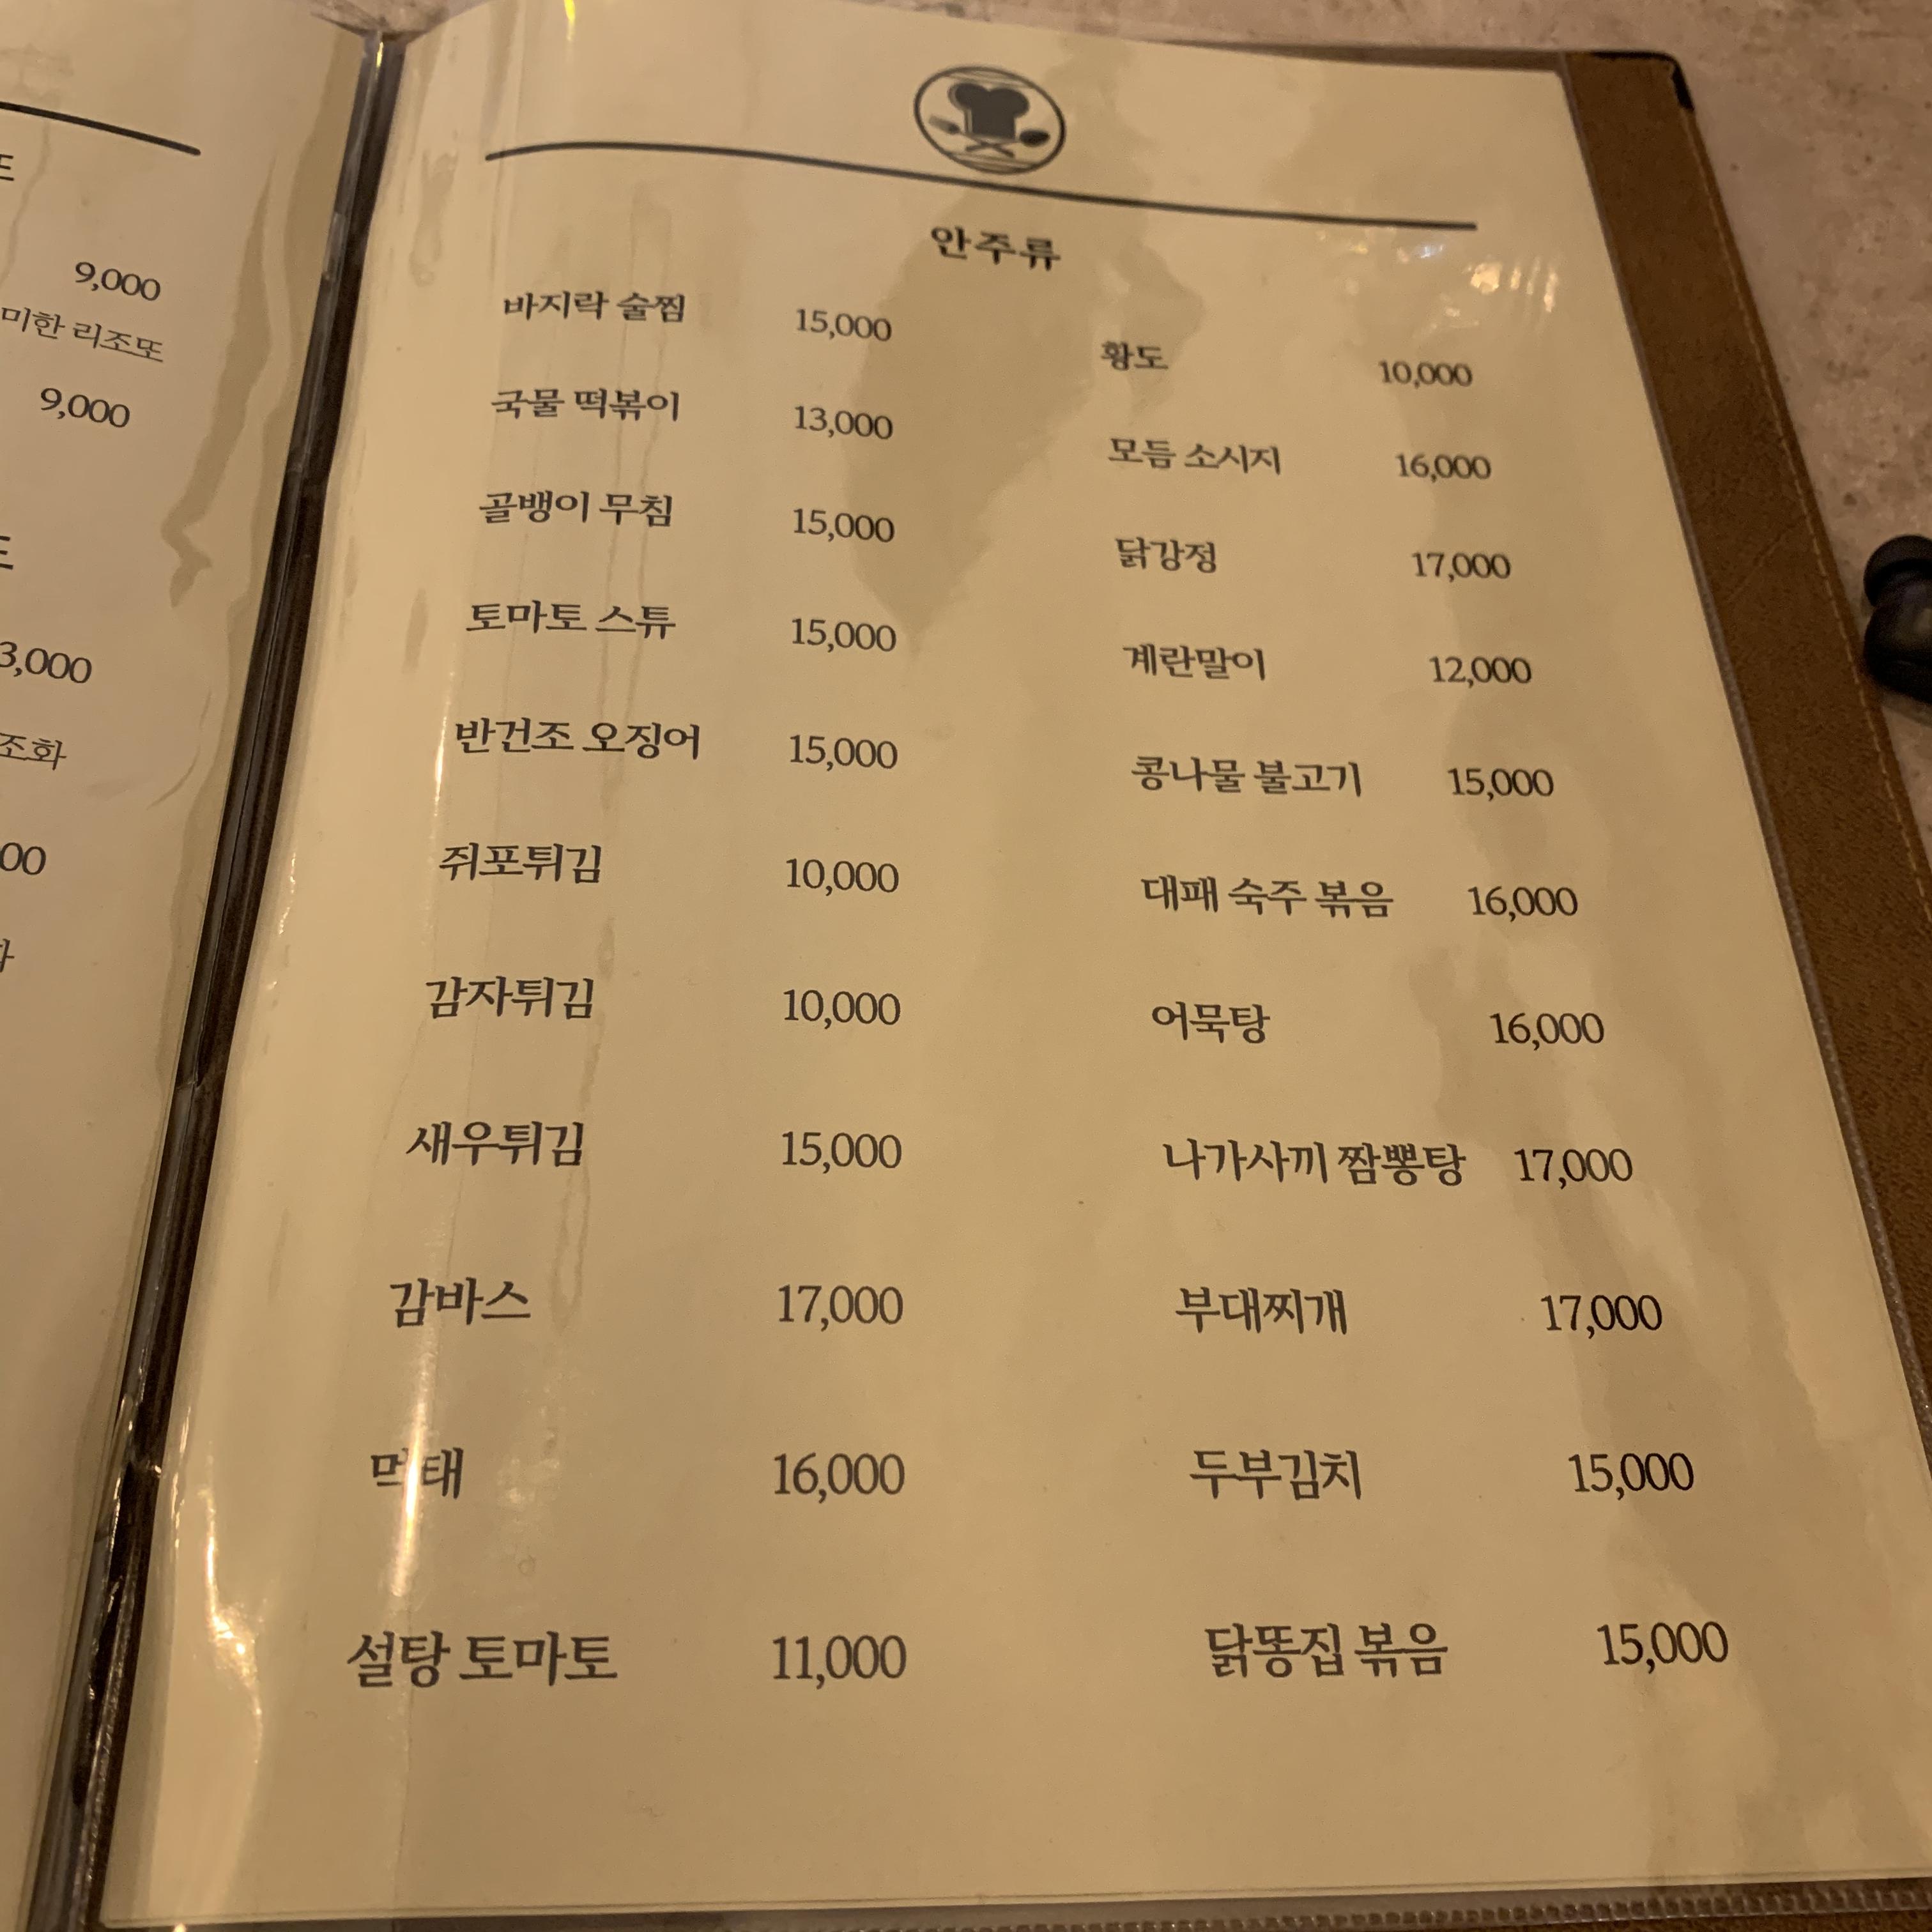 9,000
미한 리조또
9,000
3,000
조화
00
안주류
바지락 술찜 15,000
국물 떡볶이 13,000
골뱅이 무침 15,000
토마토 스튜 15,000
반건조 오징어 15,000
쥐포튀김 10,000
감자튀김 10,000
새우튀김 15,000
감바스 17,000
먹태 16,000
설탕 토마토 11,000
황도 10,000
모듬 소시지 16,000
닭강정 17,000
계란말이 12,000
콩나물 불고기 15,000
대패 숙주 볶음 16,000
어묵탕 16,000
나가사끼 짬뽕탕 17,000
부대찌개 17,000
두부김치 15,000
닭똥집 볶음 15,000